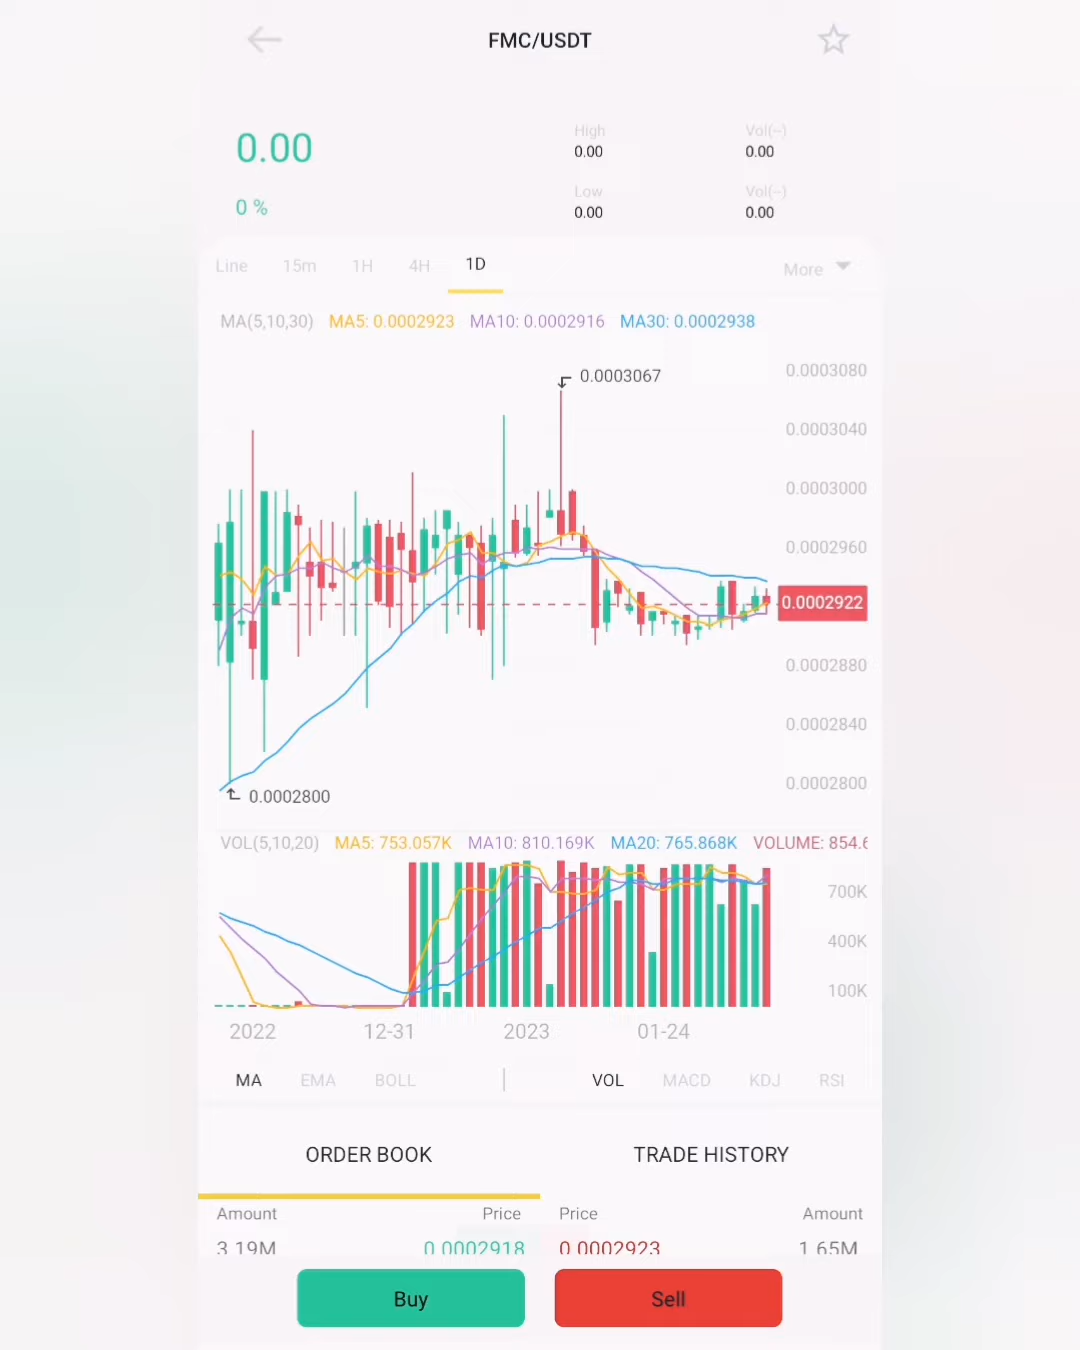 FMC/USDT
0.00
High
0.00
Vol(~)
0.00
0 %
Low
0.00
Vol(~)
0.00
Line 15m 1H 4H 1D More
MA(5,10,30) MA5: 0.0002923 MA10: 0.0002916 MA30: 0.0002938
0.0003067
0.0003080
0.0003040
0.0003000
0.0002960
0.0002922
0.0002880
0.0002840
0.0002800
0.0002800
VOL(5,10,20) MA5: 753.057K MA10: 810.169K MA20: 765.868K VOLUME: 854.6
700K
400K
100K
2022 12-31 2023 01-24
MA EMA BOLL | VOL MACD KDJ RSI
ORDER BOOK TRADE HISTORY
Amount Price Price Amount
3.19M 0.0002918 0.0002923 1.65M
Buy Sell